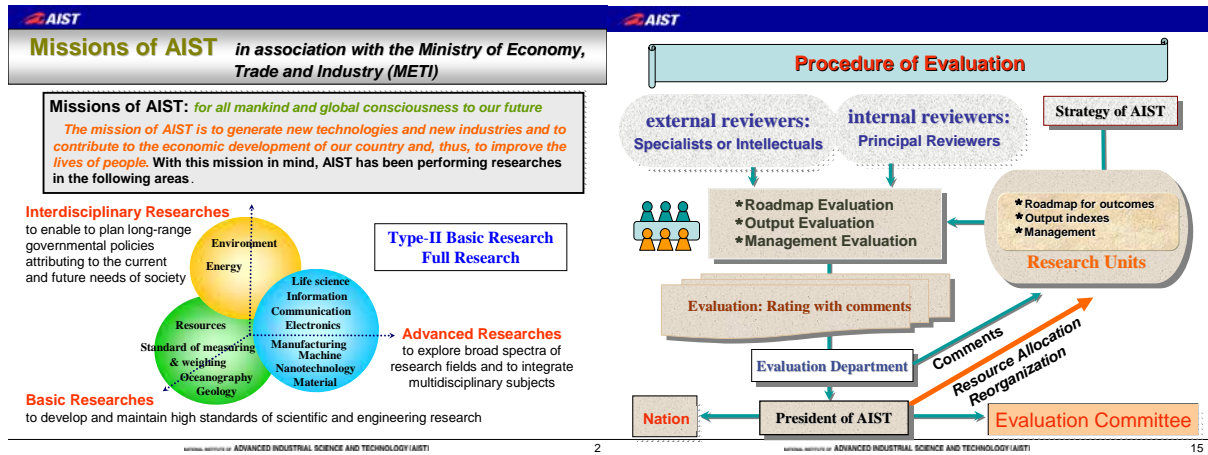 AIST
Missions of AIST in association with the Ministry of Economy,
Trade and Industry (METI)
Missions of AIST: for all mankind and global consciousness to our future
The mission of AIST is to generate new technologies and new industries and to
contribute to the economic development of our country and, thus, to improve the
lives of people. With this mission in mind, AIST has been performing researches
in the following areas.
Interdisciplinary Researches
to enable to plan long-range
governmental policies
attributing to the current
and future needs of society
Environment
Energy
Type-II Basic Research
Full Research
Life science
Information
Communication
Electronics
Manufacturing
Machine
Nanotechnology
Material
Resources
Standard of measuring
& weighing
Oceanography
Geology
Advanced Researches
to explore broad spectra of
research fields and to integrate
multidisciplinary subjects
Basic Researches
to develop and maintain high standards of scientific and engineering research
ADVANCED INDUSTRIAL SCIENCE AND TECHNOLOGY (AIST)
2
AIST
Procedure of Evaluation
external reviewers:
Specialists or Intellectuals
internal reviewers:
Principal Reviewers
Strategy of AIST
*Roadmap Evaluation
*Output Evaluation
*Management Evaluation
*Roadmap for outcomes
*Output indexes
*Management
Research Units
Evaluation: Rating with comments
Evaluation Department
Comments
Resource Allocation
Reorganization
Nation
President of AIST
Evaluation Committee
ADVANCED INDUSTRIAL SCIENCE AND TECHNOLOGY (AIST)
15